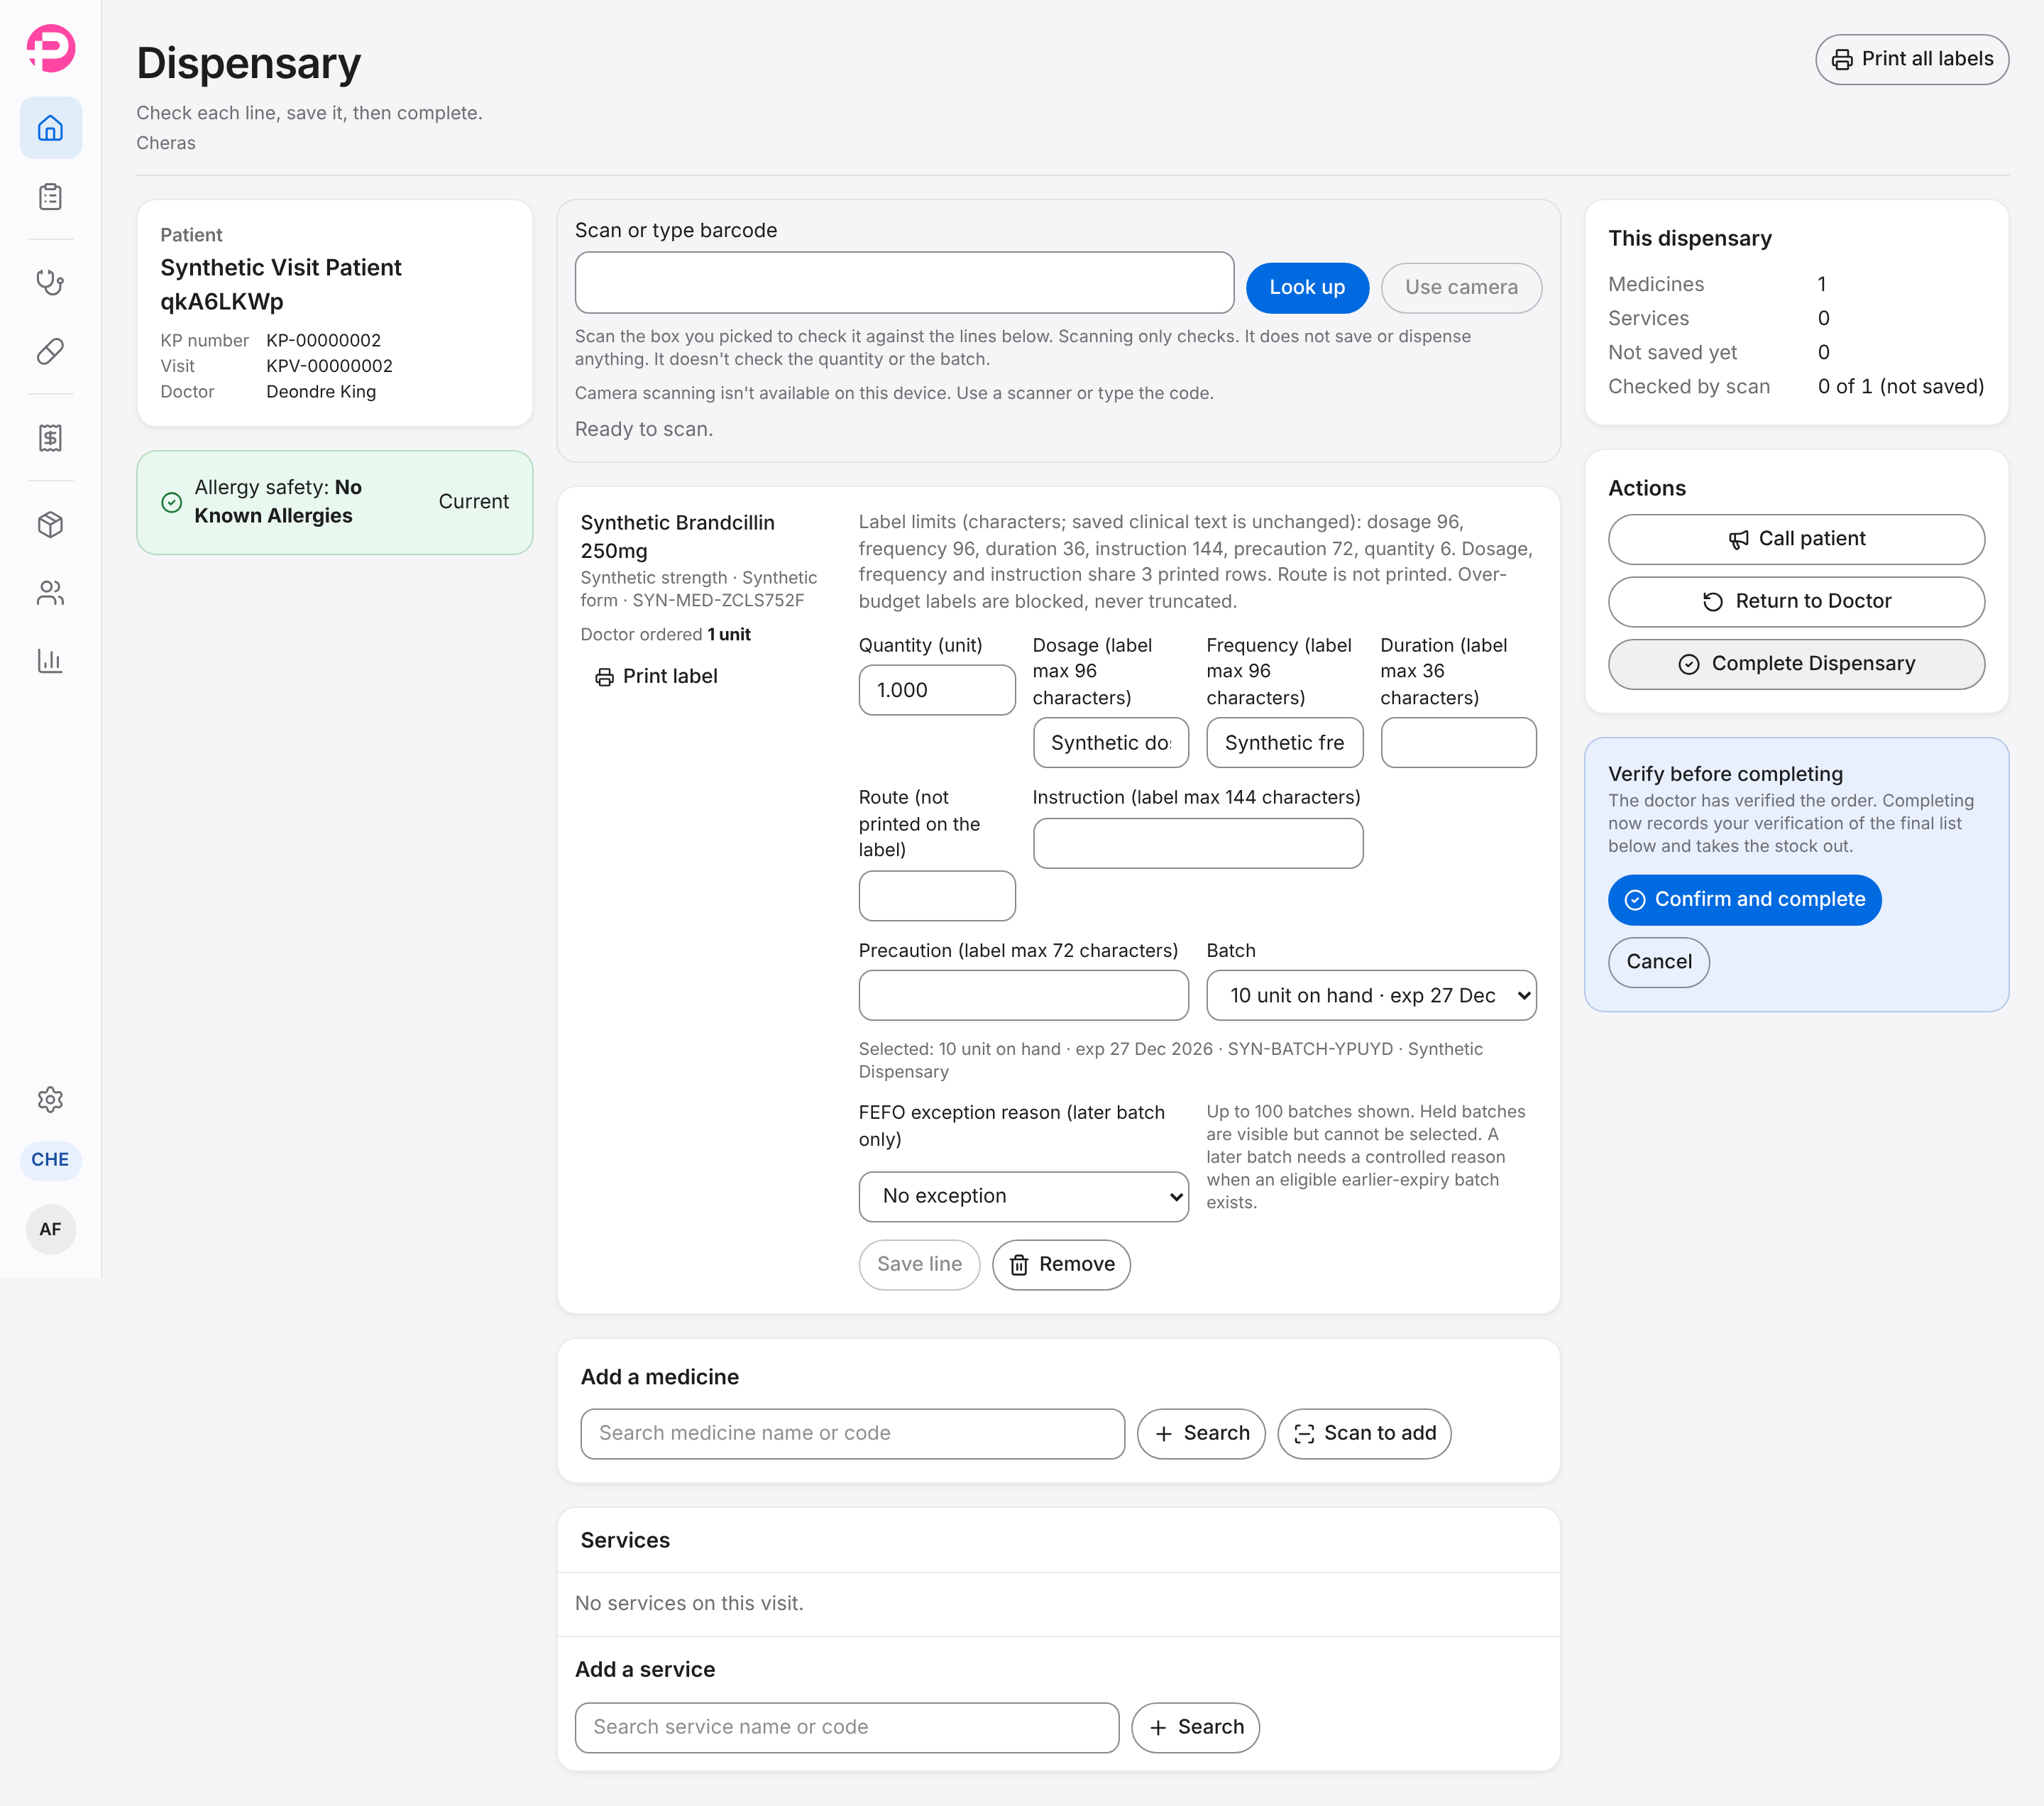 Dispensary
Check each line, save it, then complete.
Cheras
Print all labels
Patient
Synthetic Visit Patient
qkA6LKWp
KP number KP-00000002
Visit KPV-00000002
Doctor Deondre King
Allergy safety: No
Known Allergies
Current
Scan or type barcode
Look up
Use camera
Scan the box you picked to check it against the lines below. Scanning only checks. It does not save or dispense
anything. It doesn't check the quantity or the batch.
Camera scanning isn't available on this device. Use a scanner or type the code.
Ready to scan.
Synthetic Brandcillin
250mg
Synthetic strength · Synthetic
form · SYN-MED-ZCLS752F
Doctor ordered 1 unit
Print label
Label limits (characters; saved clinical text is unchanged): dosage 96,
frequency 96, duration 36, instruction 144, precaution 72, quantity 6. Dosage,
frequency and instruction share 3 printed rows. Route is not printed. Over-
budget labels are blocked, never truncated.
Quantity (unit)
1.000
Dosage (label
max 96
characters)
Synthetic do
Frequency (label
max 96
characters)
Synthetic fre
Duration (label
max 36
characters)
Route (not
printed on the
label)
Instruction (label max 144 characters)
Precaution (label max 72 characters)
Batch
10 unit on hand · exp 27 Dec
Selected: 10 unit on hand · exp 27 Dec 2026 · SYN-BATCH-YPUYD · Synthetic
Dispensary
FEFO exception reason (later batch
only)
No exception
Up to 100 batches shown. Held batches
are visible but cannot be selected. A
later batch needs a controlled reason
when an eligible earlier-expiry batch
exists.
Save line
Remove
Add a medicine
Search medicine name or code
Search
Scan to add
Services
No services on this visit.
Add a service
Search service name or code
Search
This dispensary
Medicines 1
Services 0
Not saved yet 0
Checked by scan 0 of 1 (not saved)
Actions
Call patient
Return to Doctor
Complete Dispensary
Verify before completing
The doctor has verified the order. Completing
now records your verification of the final list
below and takes the stock out.
Confirm and complete
Cancel
CHE
AF